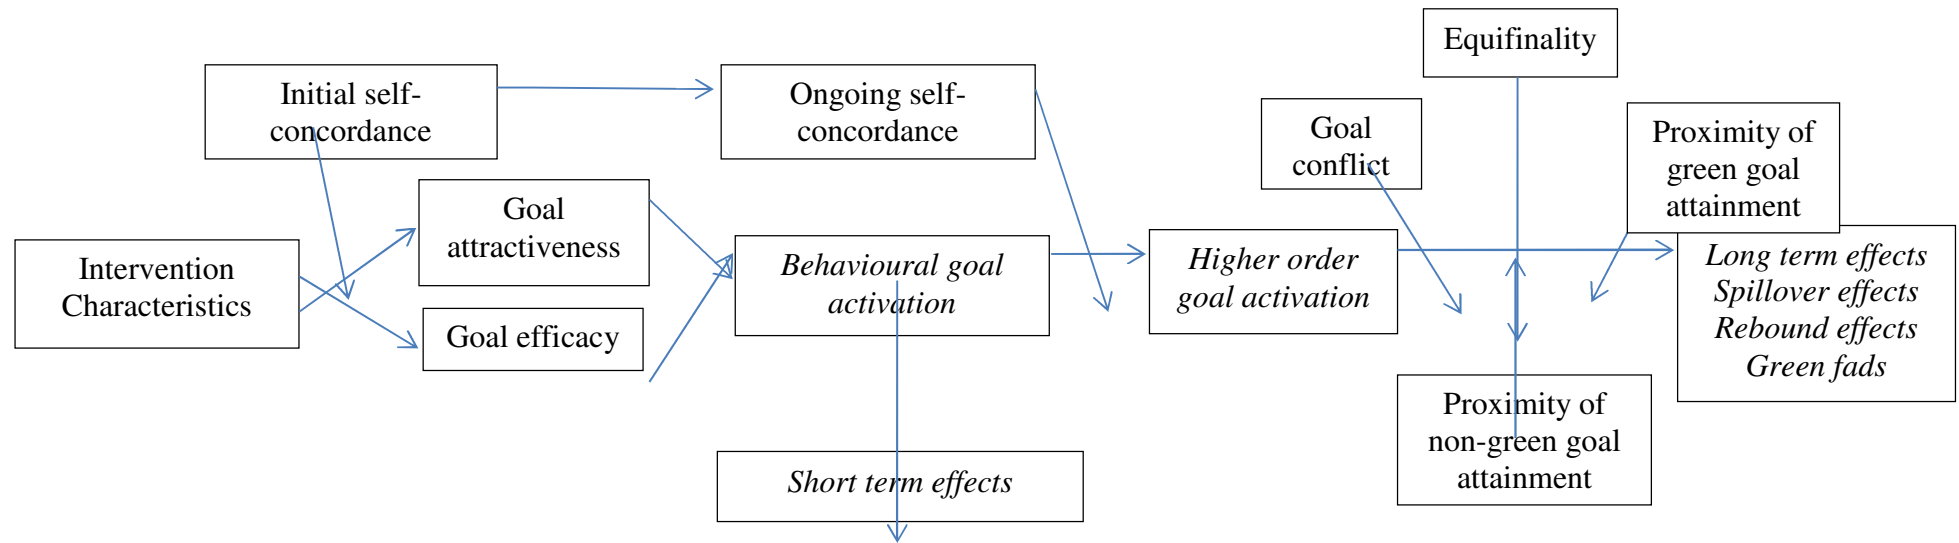 Equifinality
Initial self-
concordance
Ongoing self-
concordance
Goal
conflict
Proximity of
green goal
attainment
Goal
attractiveness
Intervention
Characteristics
Goal efficacy
Behavioural goal
activation
Higher order
goal activation
Long term effects
Spillover effects
Rebound effects
Green fads
Proximity of
non-green goal
attainment
Short term effects